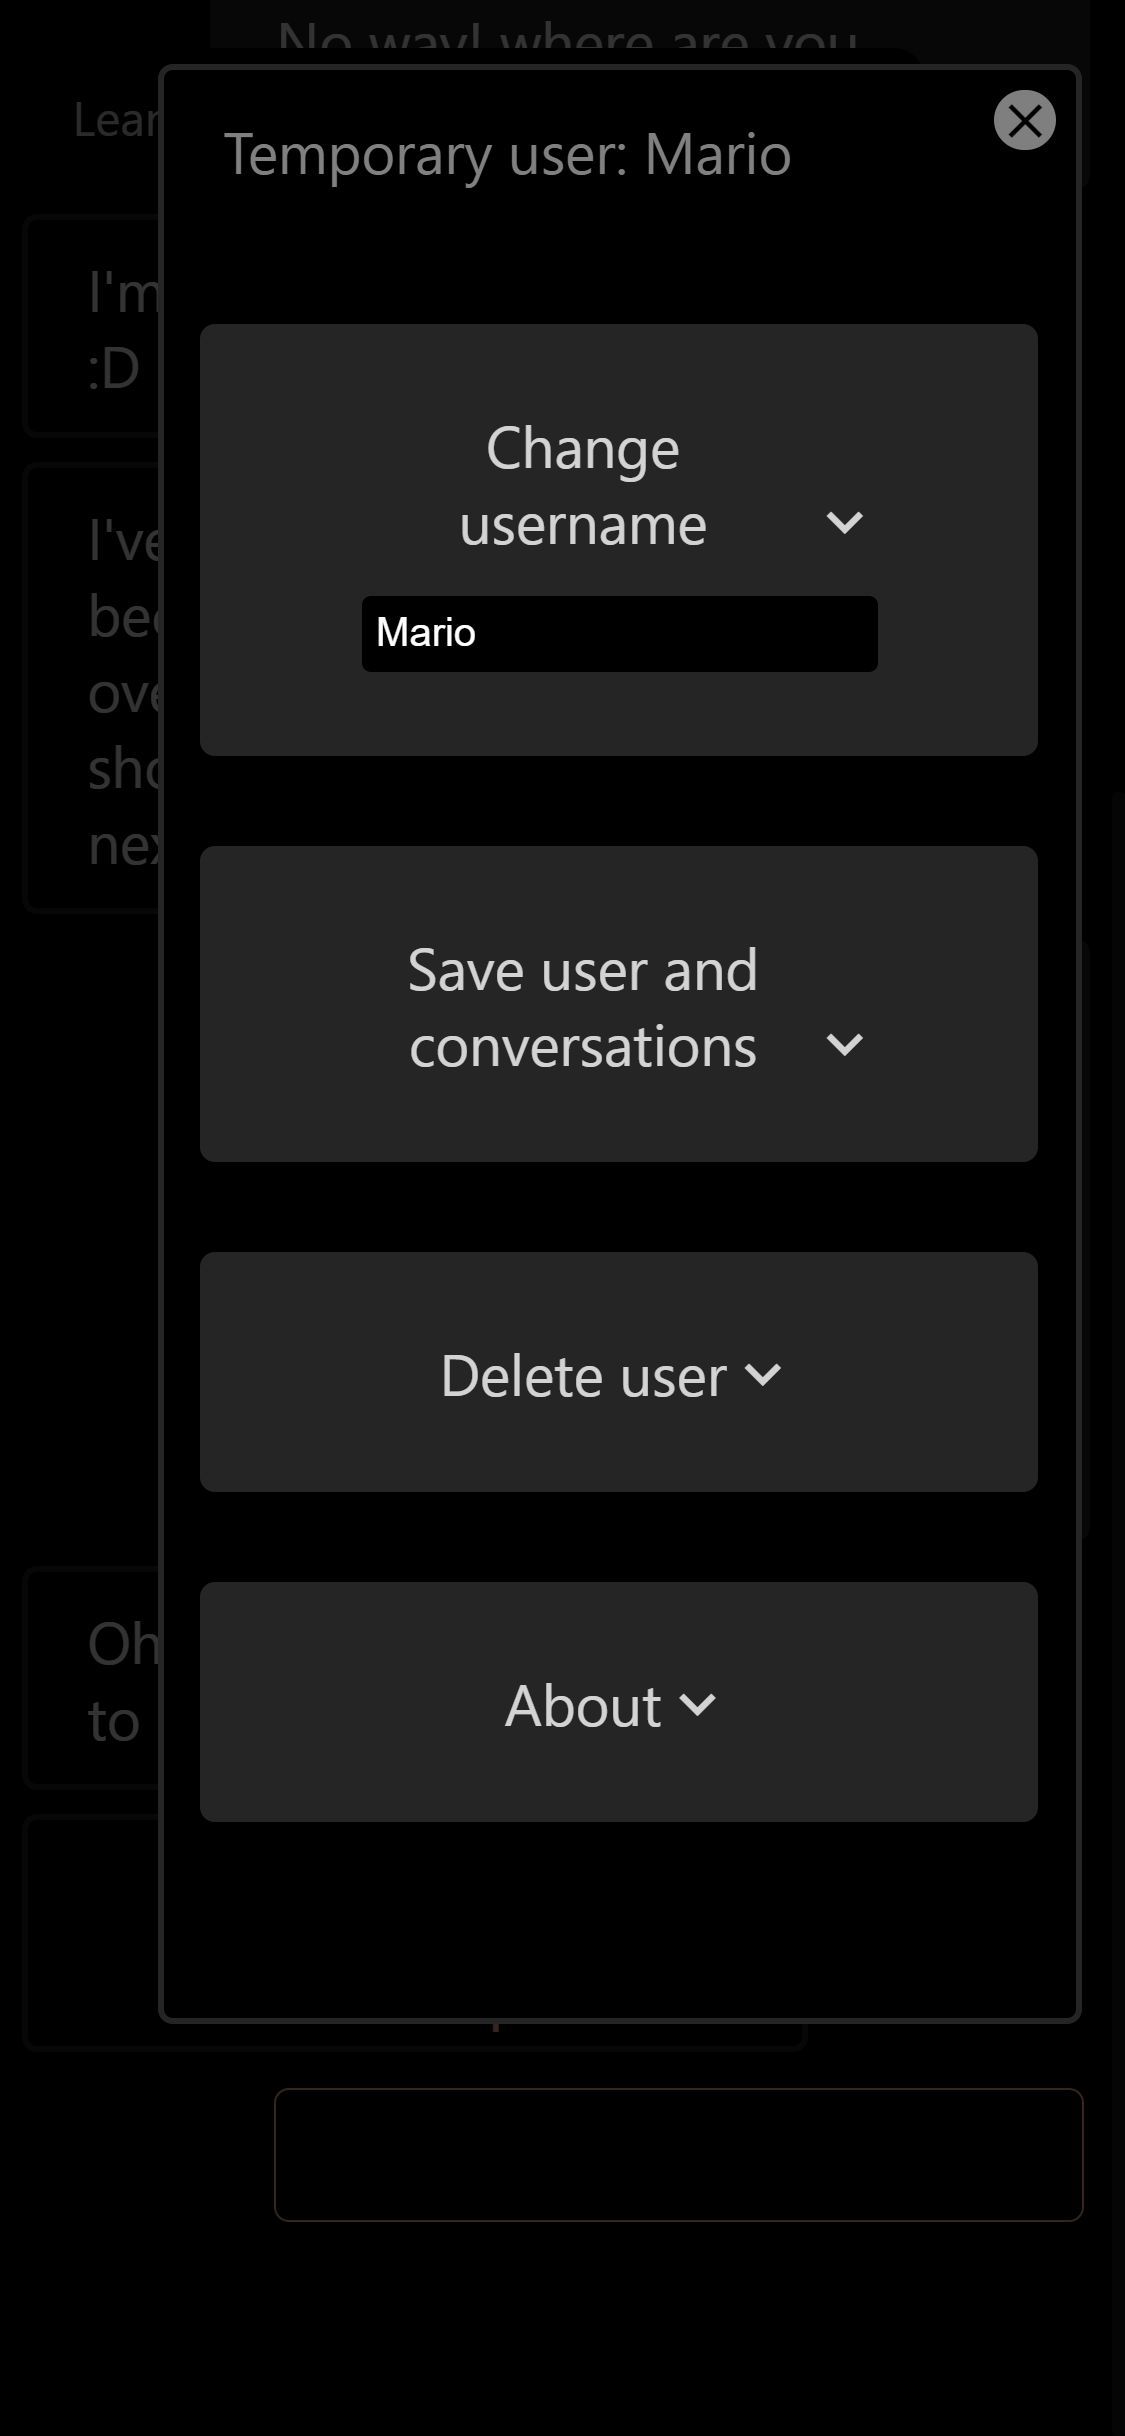 No way! where are you
Lear
Temporary user: Mario
I'm
:D
Change
username
Mario
I've
bee
ove
sho
nex
Save user and
conversations
Delete user
Oh
to
About